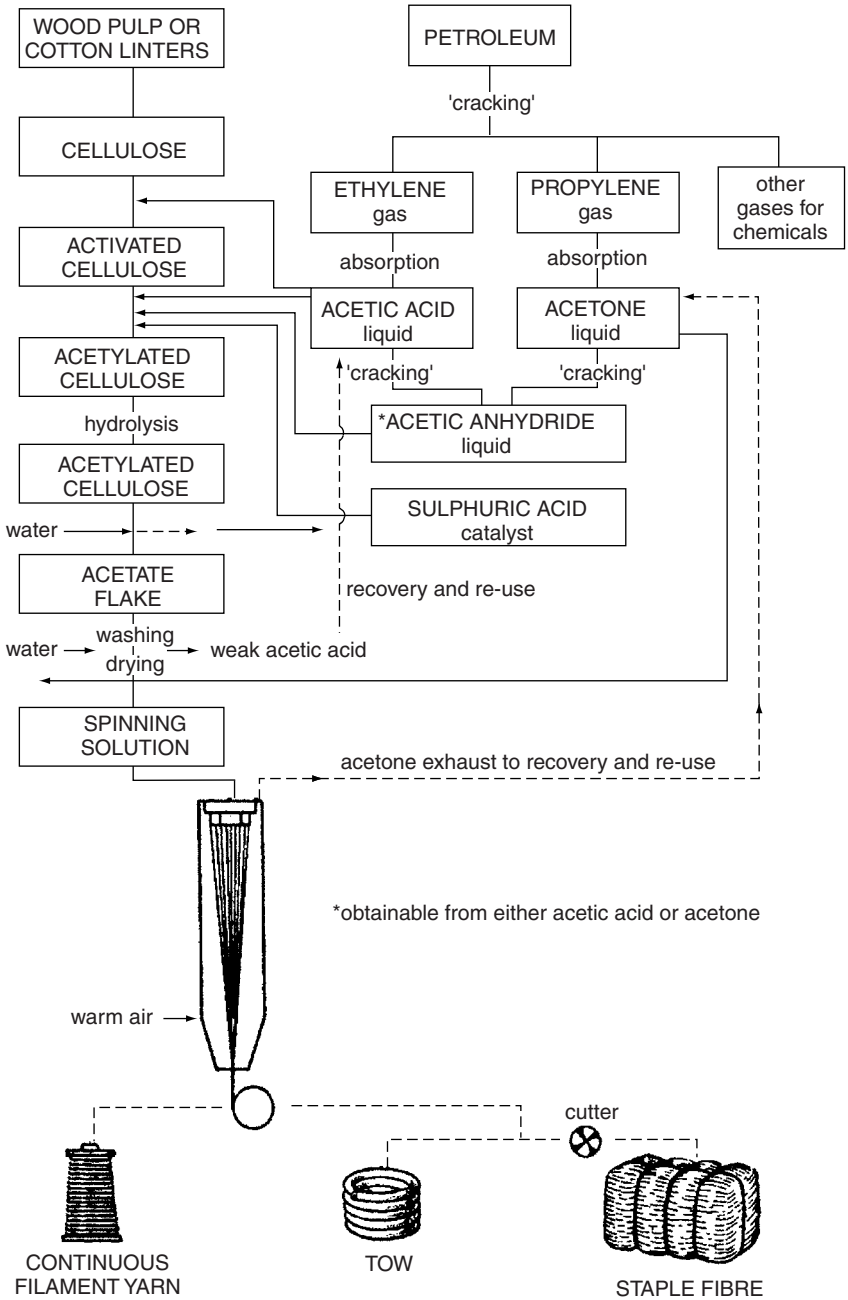 WOOD PULP OR
COTTON LINTERS
PETROLEUM
'cracking'
CELLULOSE
ETHYLENE
gas
PROPYLENE
gas
other
gases for
chemicals
ACTIVATED
CELLULOSE
absorption
absorption
ACETIC ACID
liquid
ACETONE
liquid
ACETYLATED
CELLULOSE
'cracking'
'cracking'
hydrolysis
*ACETIC ANHYDRIDE
liquid
ACETYLATED
CELLULOSE
SULPHURIC ACID
catalyst
water
ACETATE
FLAKE
recovery and re-use
water
washing
drying
weak acetic acid
SPINNING
SOLUTION
acetone exhaust to recovery and re-use
*obtainable from either acetic acid or acetone
warm air
cutter
CONTINUOUS
FILAMENT YARN
TOW
STAPLE FIBRE